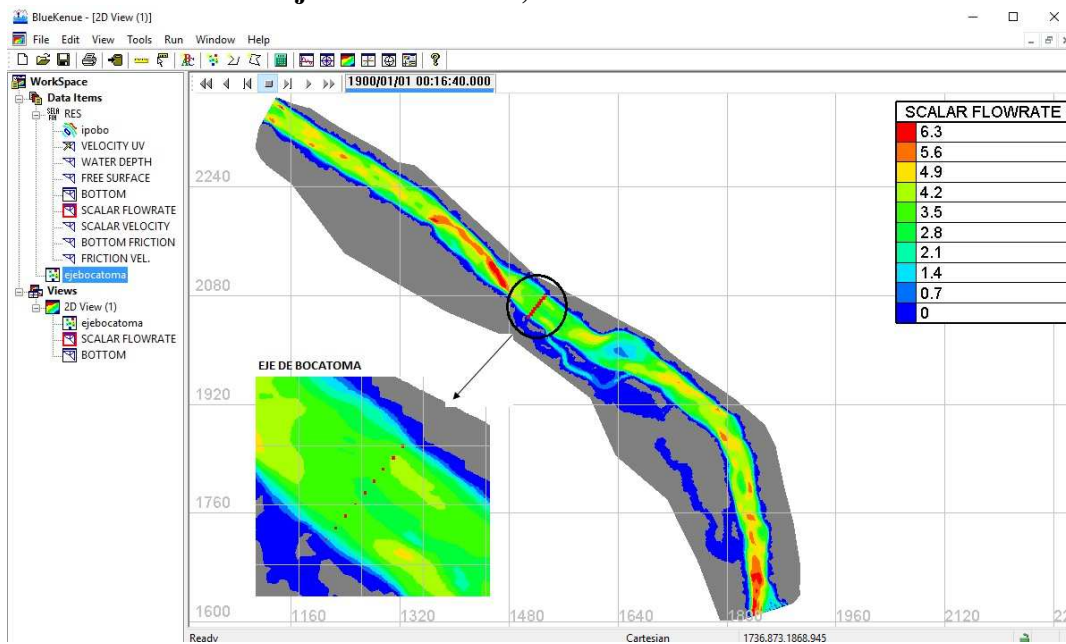 BlueKenue - [2D View (1)]
File Edit View Tools Run Window Help
1900/01/01 00:16:40.000
WorkSpace
Data Items
RES
ipobo
VELOCITY UV
WATER DEPTH
FREE SURFACE
BOTTOM
SCALAR FLOWRATE
SCALAR VELOCITY
BOTTOM FRICTION
FRICTION VEL.
ejebocatoma
Views
2D View (1)
ejebocatoma
SCALAR FLOWRATE
BOTTOM
SCALAR FLOWRATE
6.3
5.6
4.9
4.2
3.5
2.8
2.1
1.4
0.7
0
2240
2080
1920
1760
1600
EJE DE BOCATOMA
1160 1320 1480 1640 1800 1960 2120
Ready Cartesian 1736.873,1868.945